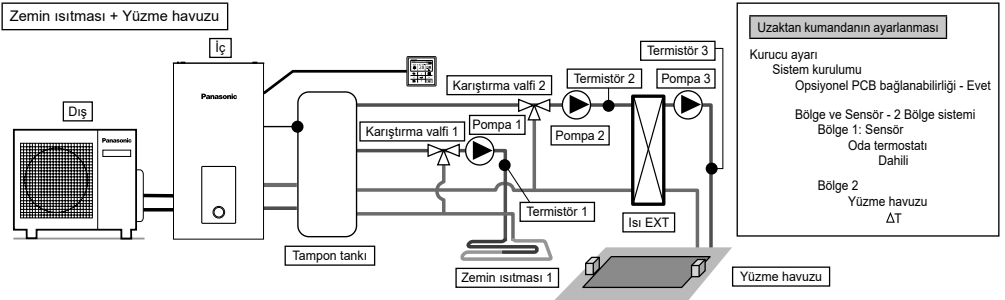 Zemin ısıtması + Yüzme havuzu
İç
Dış
Panasonic
Panasonic
Karıştırma valfi 1
Pompa 1
Karıştırma valfi 2
Termistör 2
Pompa 2
Termistör 3
Pompa 3
Termistör 1
Isı EXT
Tampon tankı
Zemin ısıtması 1
Yüzme havuzu
Uzaktan kumandanın ayarlanması
Kurucu ayarı
Sistem kurulumu
Opsiyonel PCB bağlanabilirliği - Evet
Bölge ve Sensör - 2 Bölge sistemi
Bölge 1: Sensör
Oda termostatı
Dahili
Bölge 2
Yüzme havuzu
ΔT